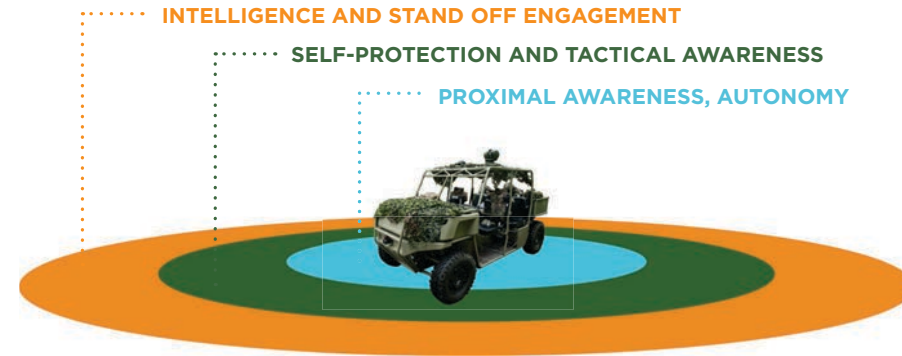 INTELLIGENCE AND STAND OFF ENGAGEMENT
SELF-PROTECTION AND TACTICAL AWARENESS
PROXIMAL AWARENESS, AUTONOMY